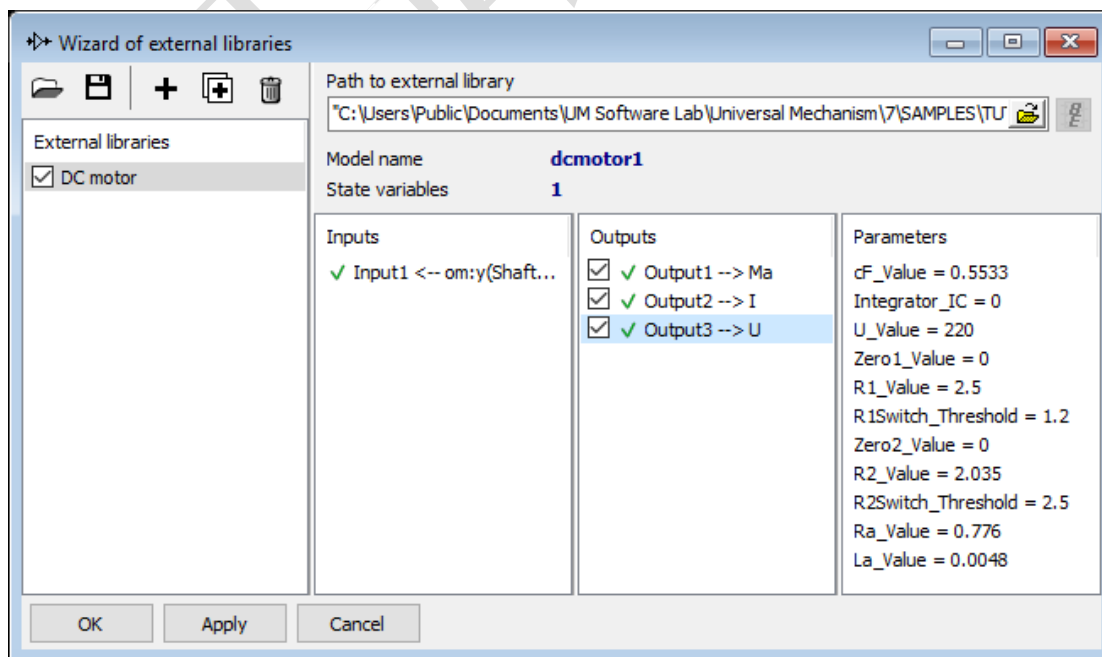 Wizard of external libraries
Path to external library
"C:\Users\Public\Documents\UM Software Lab\Universal Mechanism\7\SAMPLES\TU
External libraries
DC motor
Model name dcmotor1
State variables 1
Inputs
Input1 <-- om:y(Shaft...
Outputs
Output1 --> Ma
Output2 --> I
Output3 --> U
Parameters
cF_Value = 0.5533
Integrator_IC = 0
U_Value = 220
Zero1_Value = 0
R1_Value = 2.5
R1Switch_Threshold = 1.2
Zero2_Value = 0
R2_Value = 2.035
R2Switch_Threshold = 2.5
Ra_Value = 0.776
La_Value = 0.0048
OK Apply Cancel